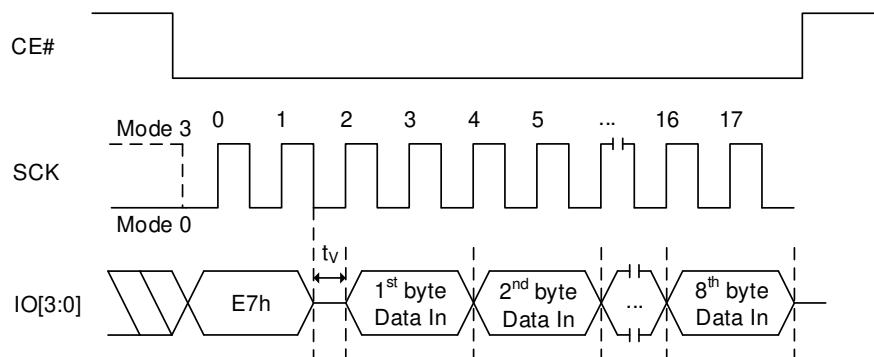 CE#
Mode 3
0 1 2 3 4 5 ... 16 17
SCK
Mode 0
tV
IO[3:0]
E7h
1st byte
Data In
2nd byte
Data In
...
8th byte
Data In